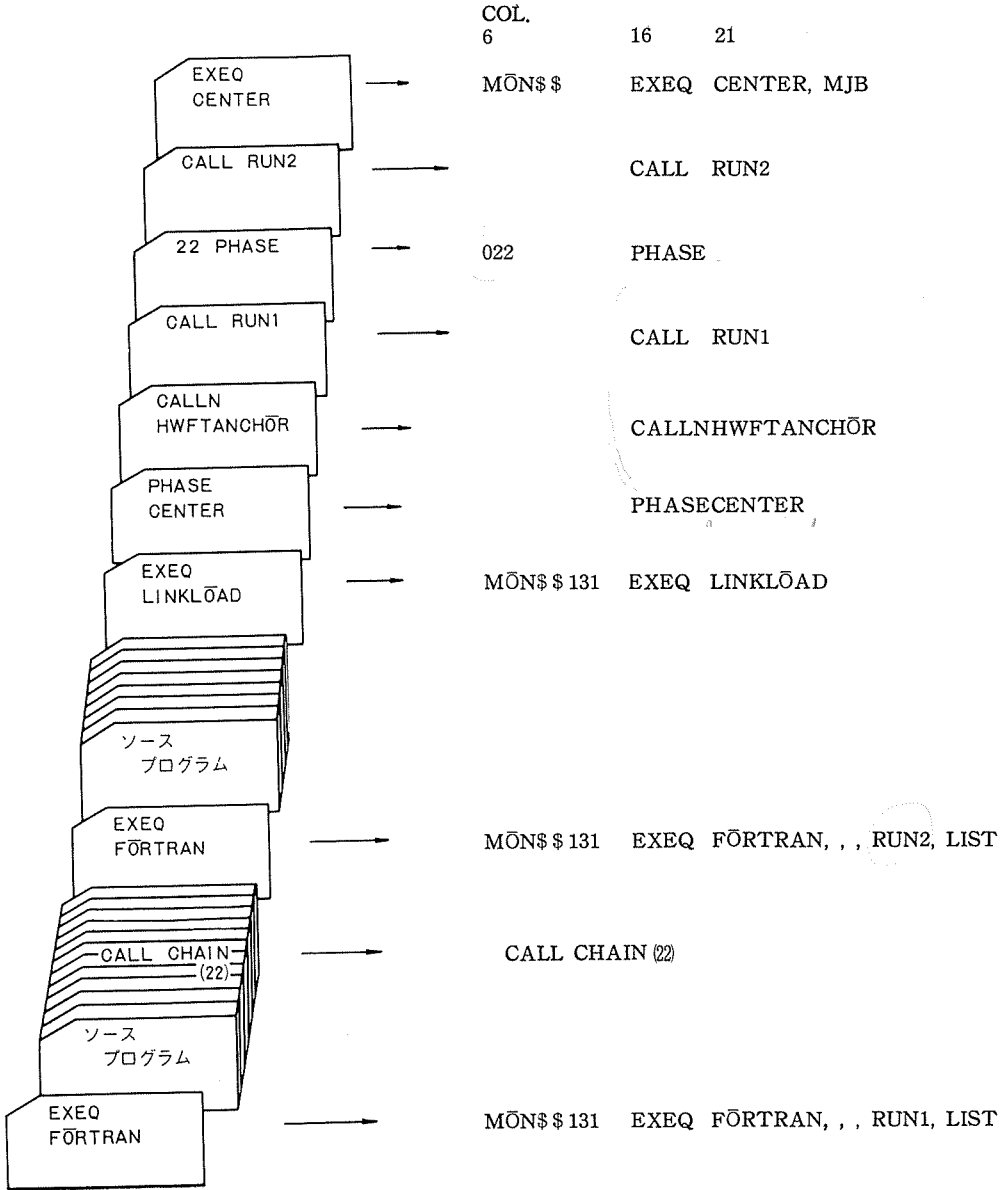 COL.
6 16 21
EXEQ
CENTER
MŌN$$ EXEQ CENTER, MJB
CALL RUN2
CALL RUN2
22 PHASE
022 PHASE
CALL RUN1
CALL RUN1
CALLN
HWFTANCHŌR
CALLNHWFTANCHŌR
PHASE
CENTER
PHASECENTER
EXEQ
LINKLŌAD
MŌN$$131 EXEQ LINKLŌAD
ソース
プログラム
EXEQ
FŌRTRAN
MŌN$$131 EXEQ FŌRTRAN, , , RUN2, LIST
CALL CHAIN
(22)
CALL CHAIN (22)
ソース
プログラム
EXEQ
FŌRTRAN
MŌN$$131 EXEQ FŌRTRAN, , , RUN1, LIST